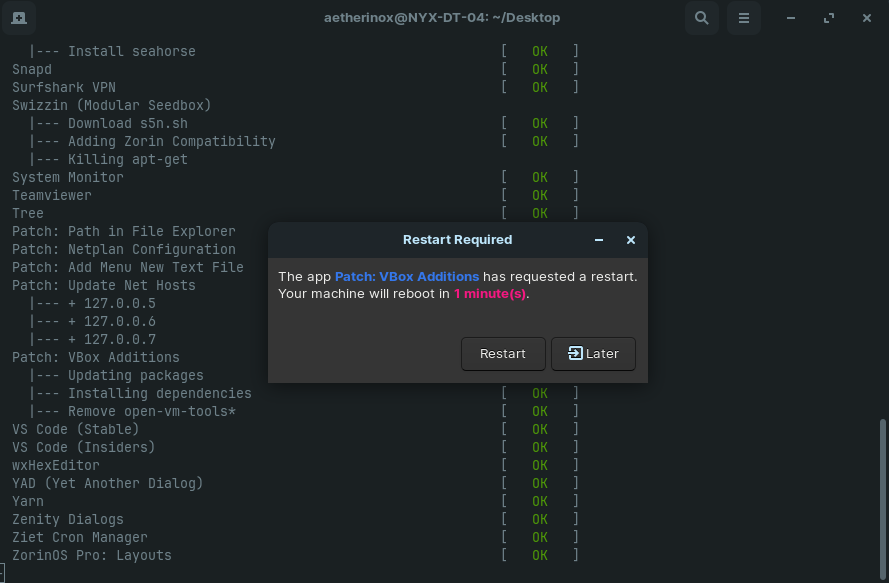 aetherinox@NYX-DT-04: ~/Desktop
|--- Install seahorse [ OK ]
Snapd [ OK ]
Surfshark VPN [ OK ]
Swizzin (Modular Seedbox)
|--- Download s5n.sh [ OK ]
|--- Adding Zorin Compatibility [ OK ]
|--- Killing apt-get
System Monitor [ OK ]
Teamviewer [ OK ]
Tree [ OK ]
Patch: Path in File Explorer
Patch: Netplan Configuration
Patch: Add Menu New Text File
Patch: Update Net Hosts
|--- + 127.0.0.5
|--- + 127.0.0.6
|--- + 127.0.0.7
Patch: VBox Additions
|--- Updating packages
|--- Installing dependencies [ OK ]
|--- Remove open-vm-tools* [ OK ]
VS Code (Stable) [ OK ]
VS Code (Insiders) [ OK ]
wxHexEditor [ OK ]
YAD (Yet Another Dialog) [ OK ]
Yarn [ OK ]
Zenity Dialogs [ OK ]
Ziet Cron Manager [ OK ]
ZorinOS Pro: Layouts [ OK ]
Restart Required
The app Patch: VBox Additions has requested a restart.
Your machine will reboot in 1 minute(s).
Restart
Later